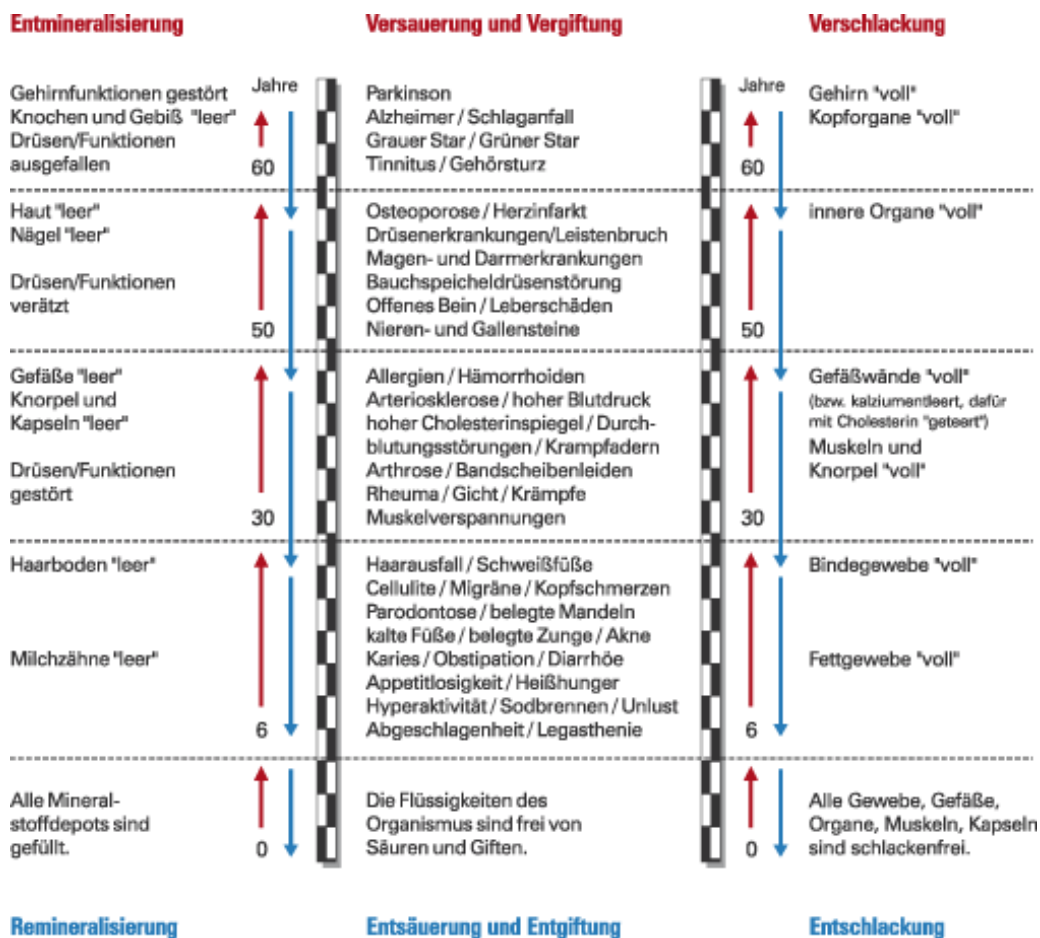 Entmineralisierung
Versauerung und Vergiftung
Verschlackung
Jahre
Gehirnfunktionen gestört
Knochen und Gebiß "leer"
Drüsen/Funktionen
ausgefallen
60
Parkinson
Alzheimer / Schlaganfall
Grauer Star / Grüner Star
Tinnitus / Gehörsturz
Jahre
60
Gehirn "voll"
Kopforgane "voll"
Haut "leer"
Nägel "leer"
Drüsen/Funktionen
verätzt
50
Osteoporose / Herzinfarkt
Drüsenerkrankungen/Leistenbruch
Magen- und Darmerkrankungen
Bauchspeicheldrüsenstörung
Offenes Bein / Leberschäden
Nieren- und Gallensteine
50
innere Organe "voll"
Gefäße "leer"
Knorpel und
Kapseln "leer"
Drüsen/Funktionen
gestört
30
Allergien / Hämorrhoiden
Arteriosklerose / hoher Blutdruck
hoher Cholesterinspiegel / Durch-
blutungsstörungen / Krampfadern
Arthrose / Bandscheibenleiden
Rheuma / Gicht / Krämpfe
Muskelverspannungen
30
Gefäßwände "voll"
(bzw. kalziumentleert, dafür
mit Cholesterin "geteert")
Muskeln und
Knorpel "voll"
Haarboden "leer"
Milchzähne "leer"
6
Haarausfall / Schweißfüße
Cellulite / Migräne / Kopfschmerzen
Parodontose / belegte Mandeln
kalte Füße / belegte Zunge / Akne
Karies / Obstipation / Diarrhöe
Appetitlosigkeit / Heißhunger
Hyperaktivität / Sodbrennen / Unlust
Abgeschlagenheit / Legasthenie
6
Bindegewebe "voll"
Fettgewebe "voll"
Alle Mineral-
stoffdepots sind
gefüllt.
0
Die Flüssigkeiten des
Organismus sind frei von
Säuren und Giften.
0
Alle Gewebe, Gefäße,
Organe, Muskeln, Kapseln
sind schlackenfrei.
Remineralisierung
Entsäuerung und Entgiftung
Entschlackung